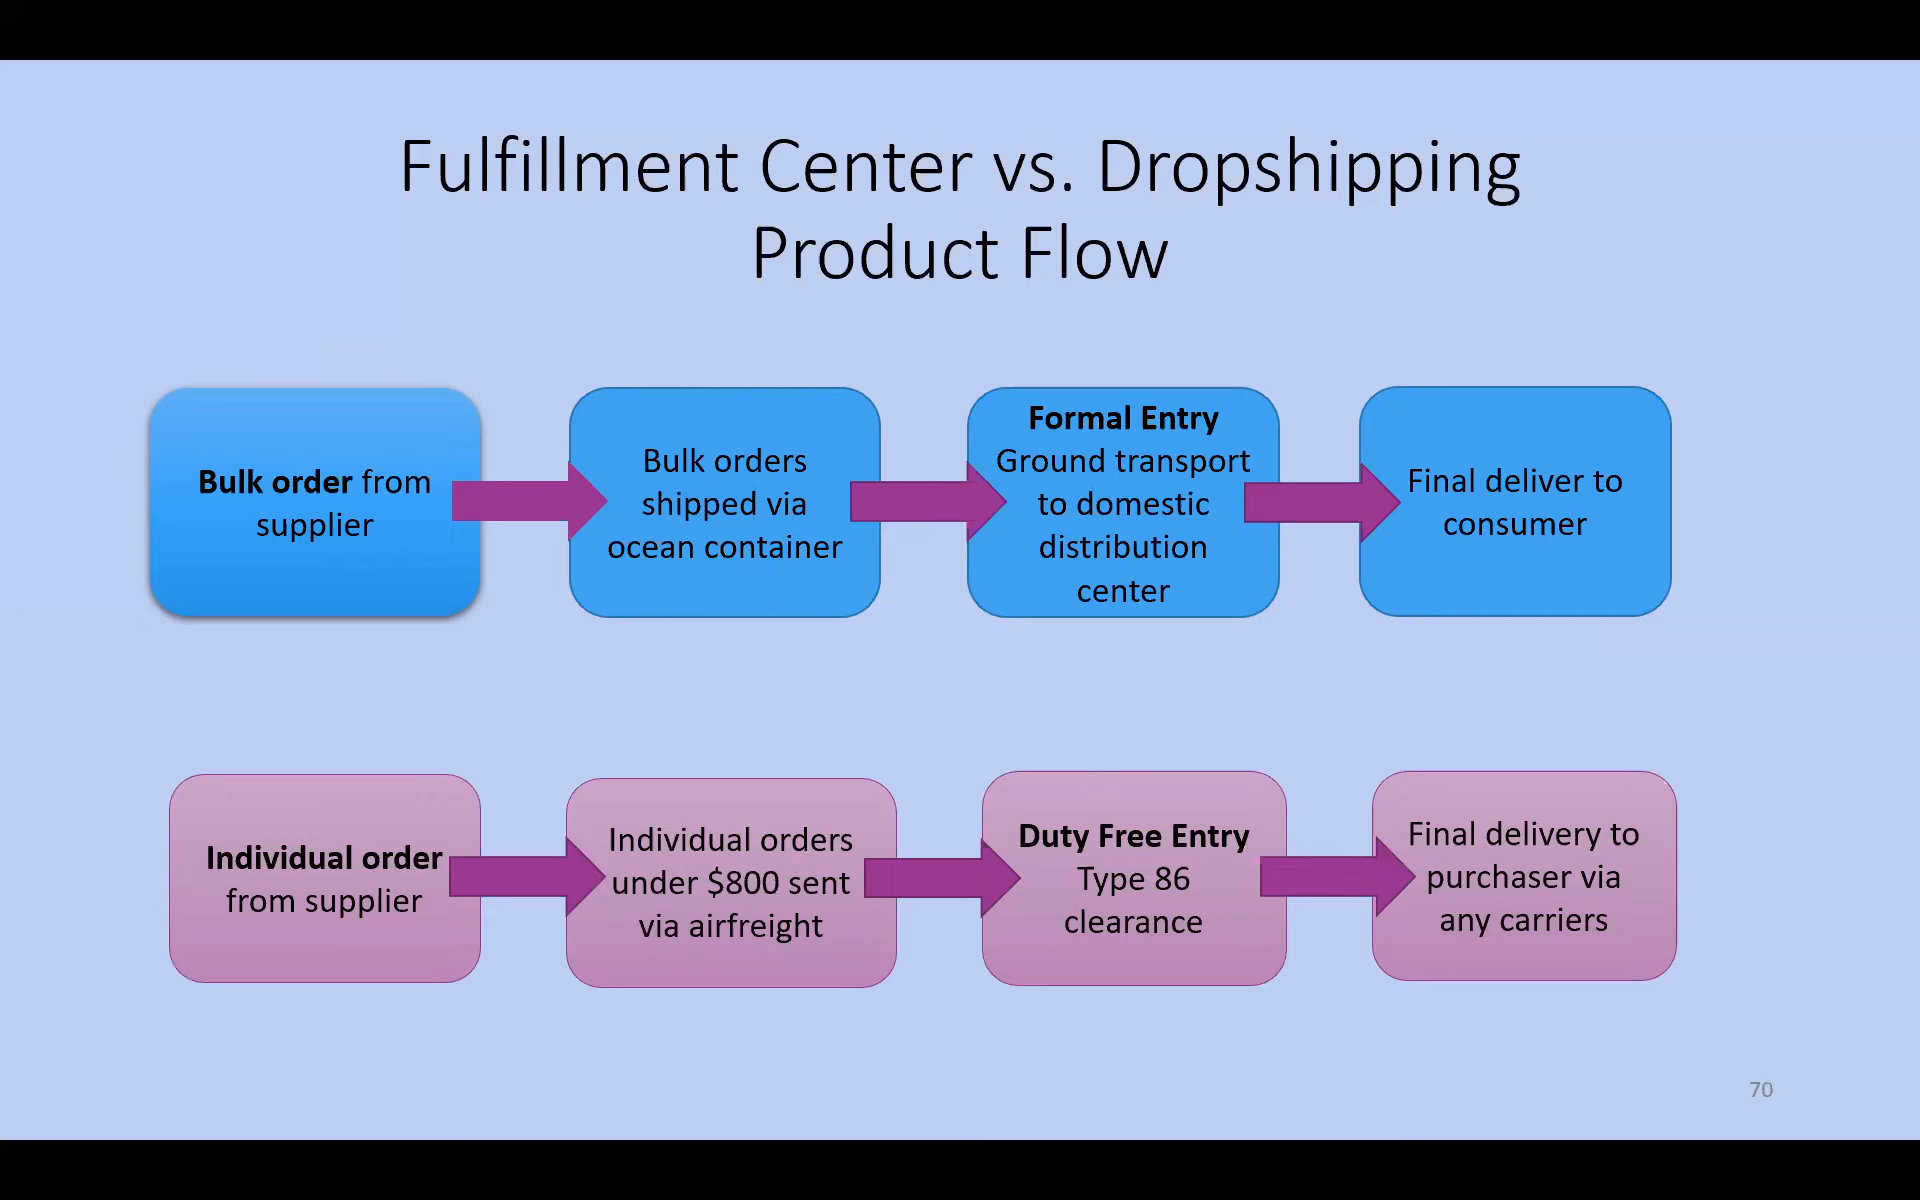 Fulfillment Center vs. Dropshipping
Product Flow
Bulk order from
supplier
Bulk orders
shipped via
ocean container
Formal Entry
Ground transport
to domestic
distribution
center
Final deliver to
consumer
Individual order
from supplier
Individual orders
under $800 sent
via airfreight
Duty Free Entry
Type 86
clearance
Final delivery to
purchaser via
any carriers
70